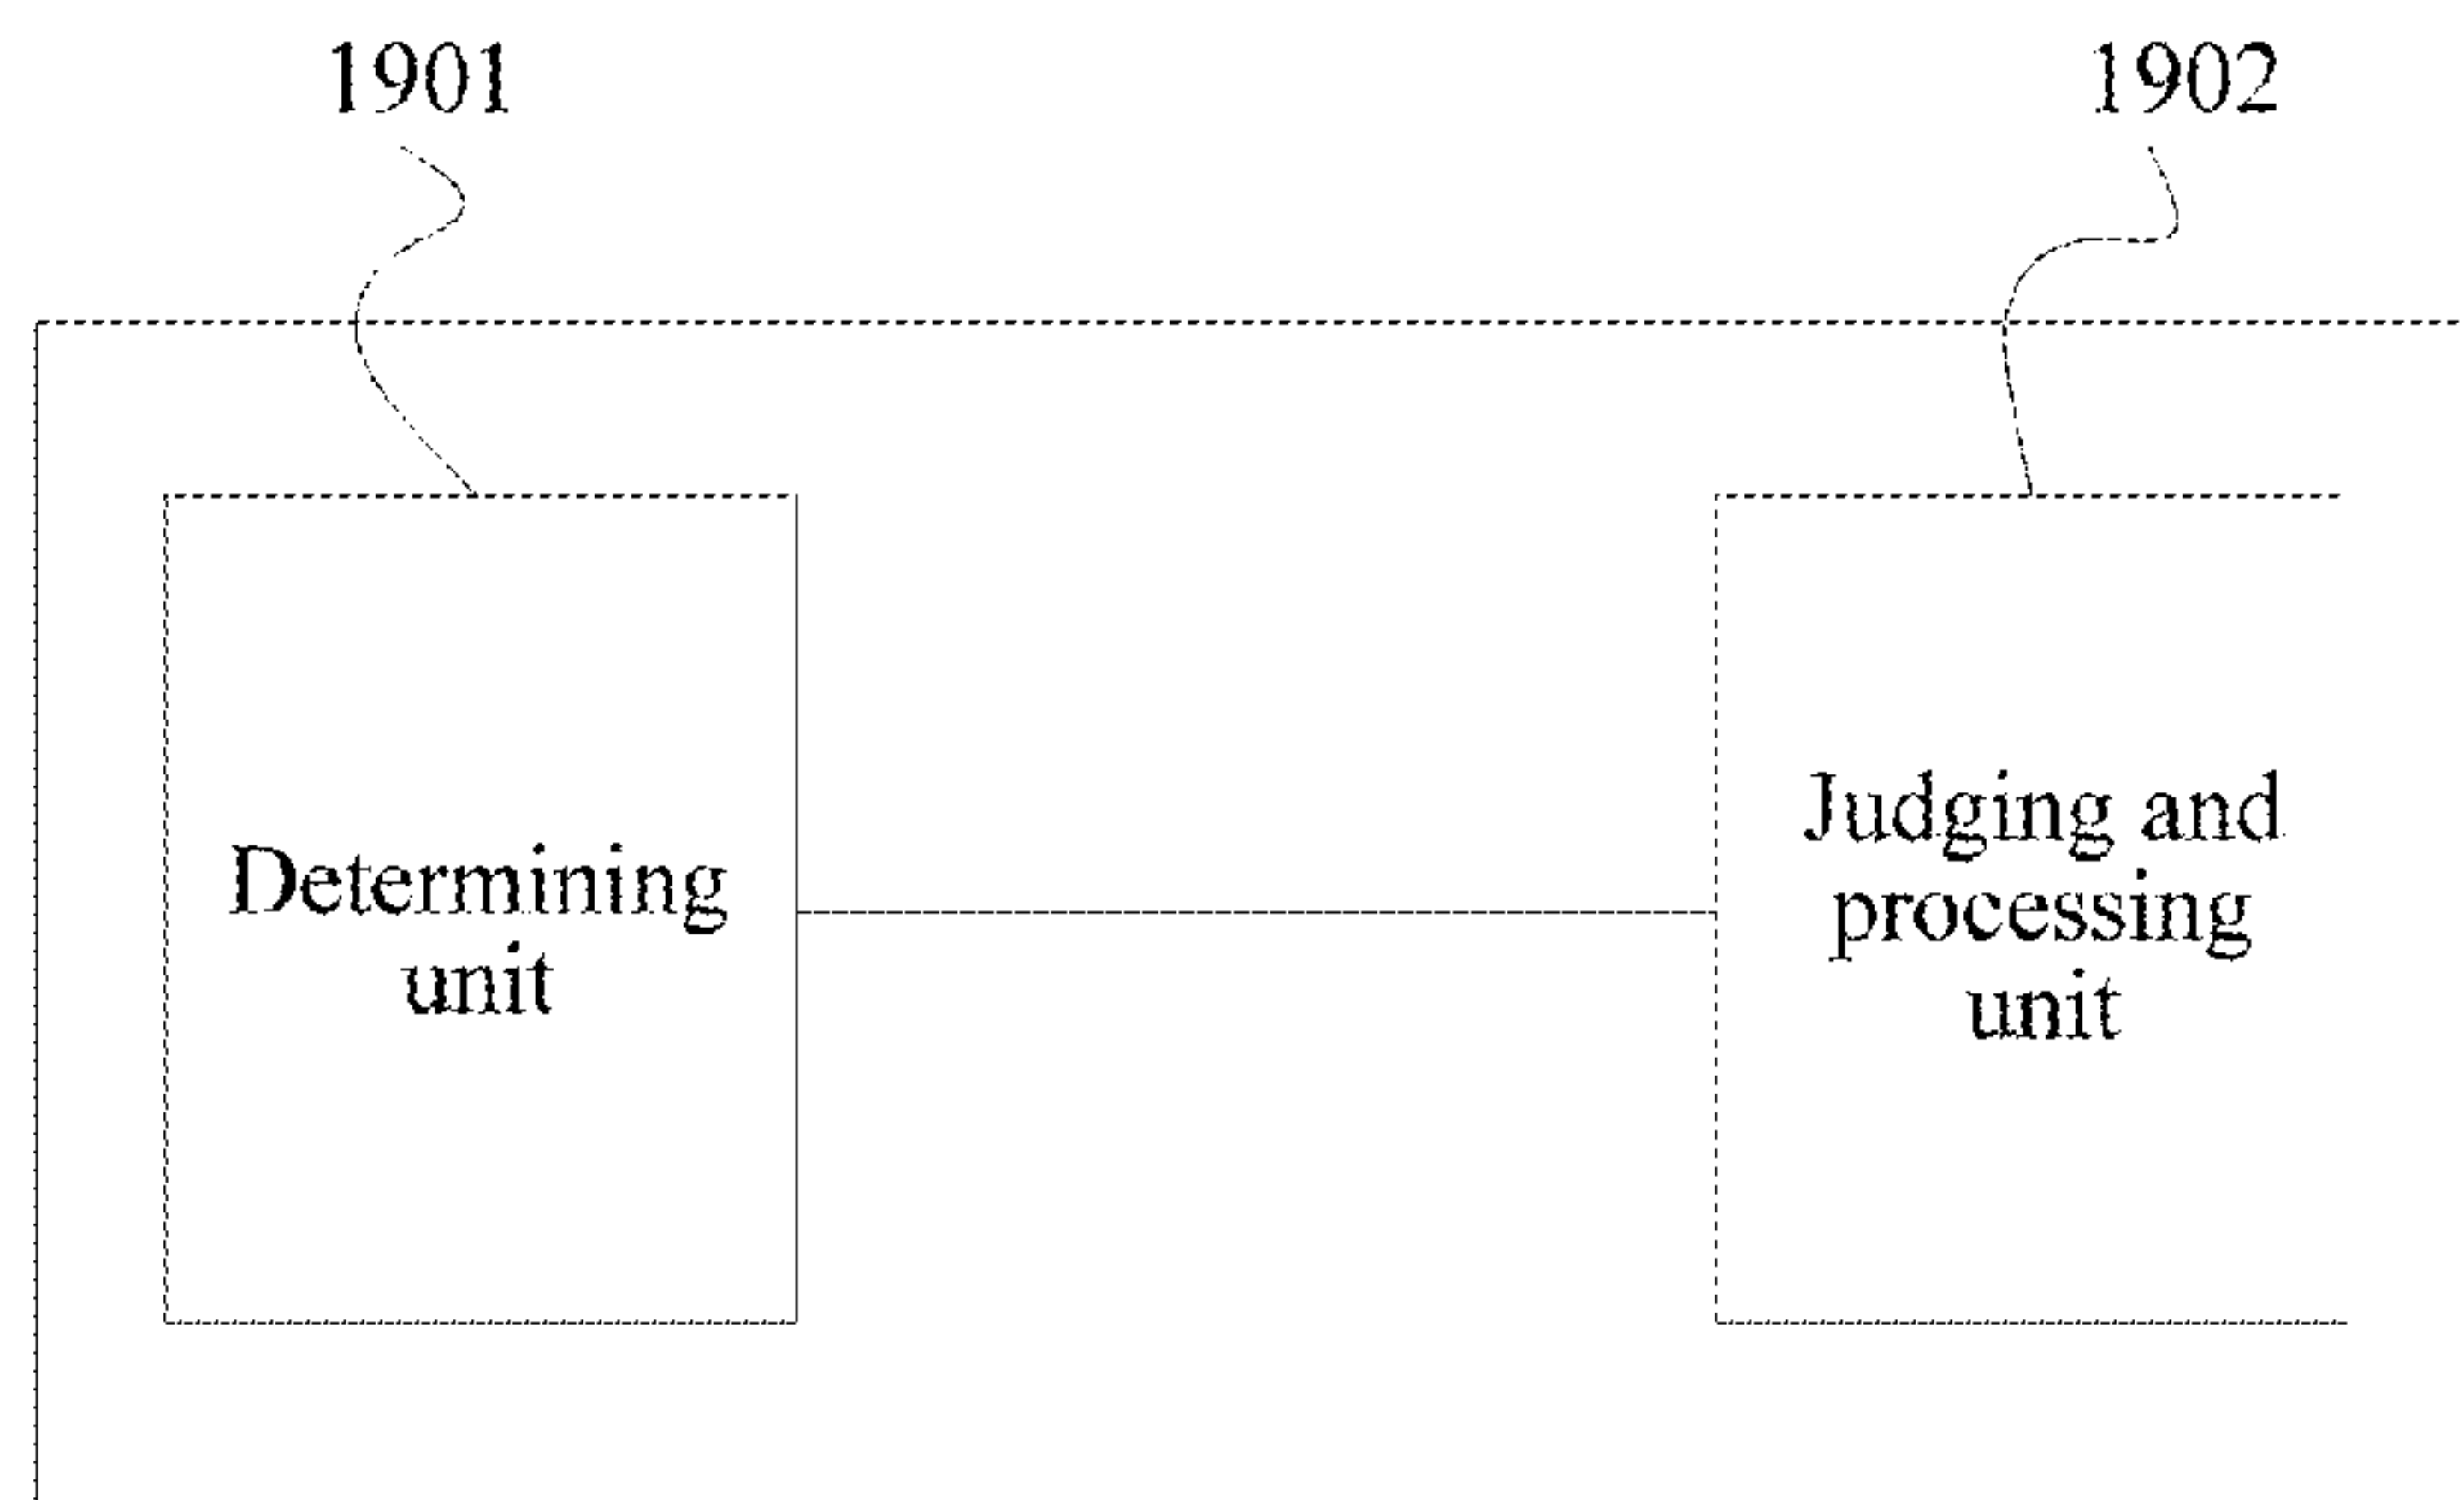 1901
1902
Determining
unit
Judging and
processing
unit